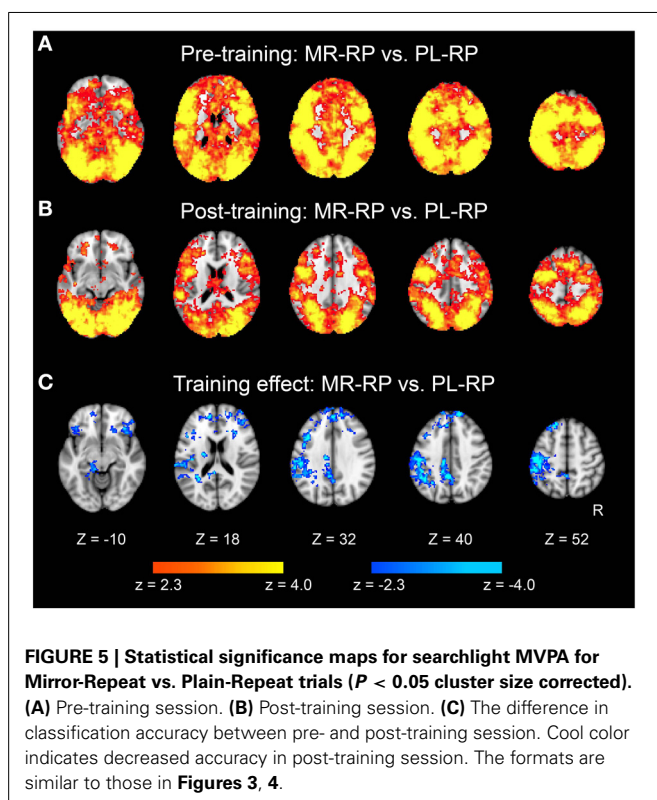 A
Pre-training: MR-RP vs. PL-RP
B
Post-training: MR-RP vs. PL-RP
C
Training effect: MR-RP vs. PL-RP
R
Z = -10 Z = 18 Z = 32 Z = 40 Z = 52
z = 2.3 z = 4.0 z = -2.3 z = -4.0
FIGURE 5 | Statistical significance maps for searchlight MVPA for
Mirror-Repeat vs. Plain-Repeat trials (P < 0.05 cluster size corrected).
(A) Pre-training session. (B) Post-training session. (C) The difference in
classification accuracy between pre- and post-training session. Cool color
indicates decreased accuracy in post-training session. The formats are
similar to those in Figures 3, 4.